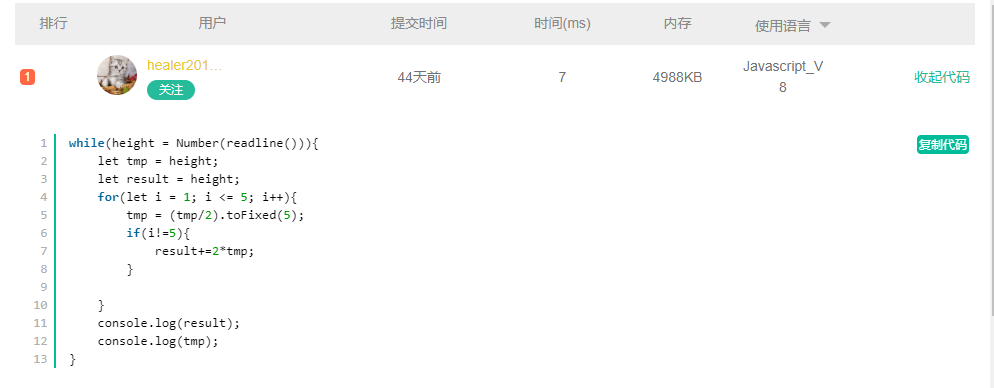 排行 用户 提交时间 时间(ms) 内存 使用语言
1 healer201... 44天前 7 4988KB Javascript_V8 收起代码
关注
复制代码
1 while(height = Number(readline())){
2     let tmp = height;
3     let result = height;
4     for(let i = 1; i <= 5; i++){
5         tmp = (tmp/2).toFixed(5);
6         if(i!=5){
7             result+=2*tmp;
8         }
9
10     }
11     console.log(result);
12     console.log(tmp);
13 }